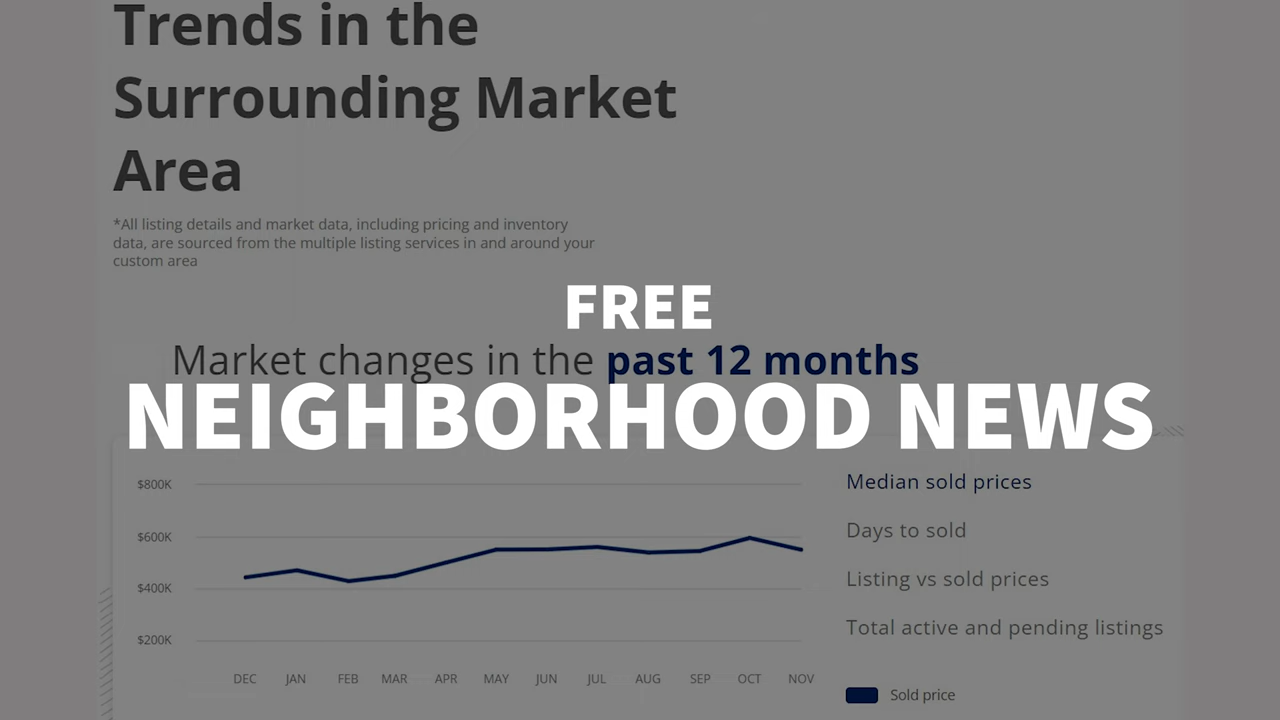 Trends in the
Surrounding Market
Area
*All listing details and market data, including pricing and inventory
data, are sourced from the multiple listing services in and around your
custom area
FREE
Market changes in the past 12 months
NEIGHBORHOOD NEWS
$800K
$600K
$400K
$200K
DEC JAN FEB MAR APR MAY JUN JUL AUG SEP OCT NOV
Median sold prices
Days to sold
Listing vs sold prices
Total active and pending listings
Sold price